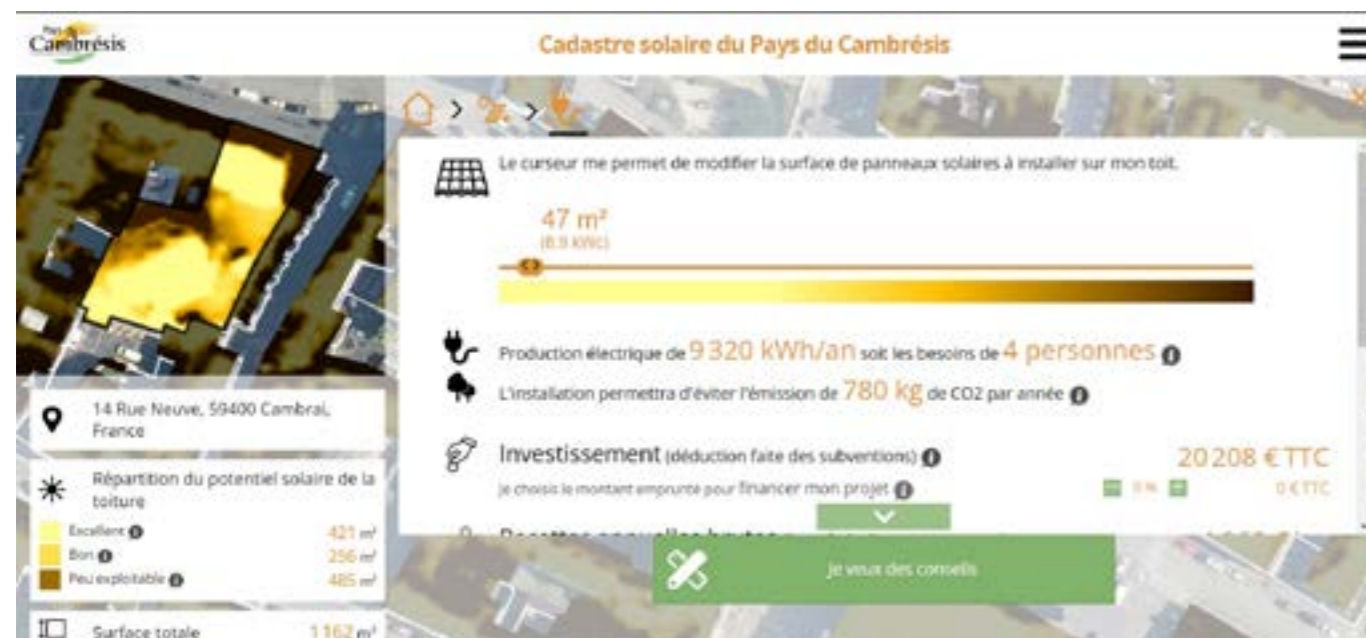 Pays du
Cambrésis
Cadastre solaire du Pays du Cambrésis
Le curseur me permet de modifier la surface de panneaux solaires à installer sur mon toit.
47 m²
(8.9 kWc)
Production électrique de 9 320 kWh/an soit les besoins de 4 personnes
L'installation permettra d'éviter l'émission de 780 kg de CO2 par année
14 Rue Neuve, 59400 Cambrai,
France
Investissement (déduction faite des subventions) 20 208 € TTC
Je choisis le montant emprunté pour financer mon projet 0 % 0 € TTC
Répartition du potentiel solaire de la
toiture
Excellent 421 m²
Bon 256 m²
Peu exploitable 485 m²
Je veux des conseils
Surface totale 1 162 m²